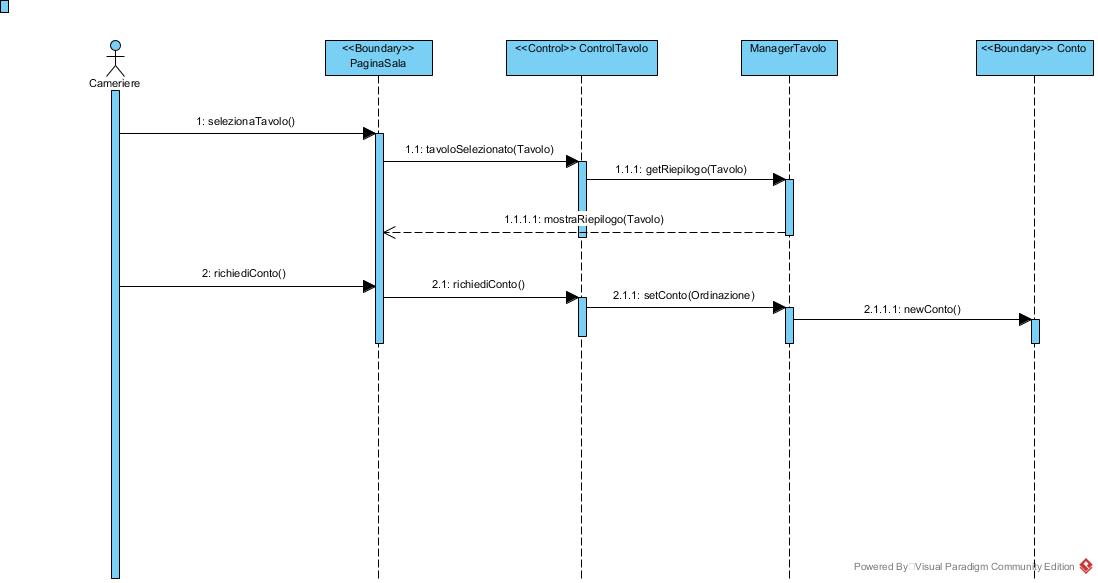 <<Boundary>>
PaginaSala
<<Control>> ControlTavolo
ManagerTavolo
<<Boundary>> Conto
Cameriere
1: selezionaTavolo()
1.1: tavoloSelezionato(Tavolo)
1.1.1: getRiepilogo(Tavolo)
1.1.1.1: mostraRiepilogo(Tavolo)
2: richiediConto()
2.1: richiediConto()
2.1.1: setConto(Ordinazione)
2.1.1.1: newConto()
Powered By Visual Paradigm Community Edition